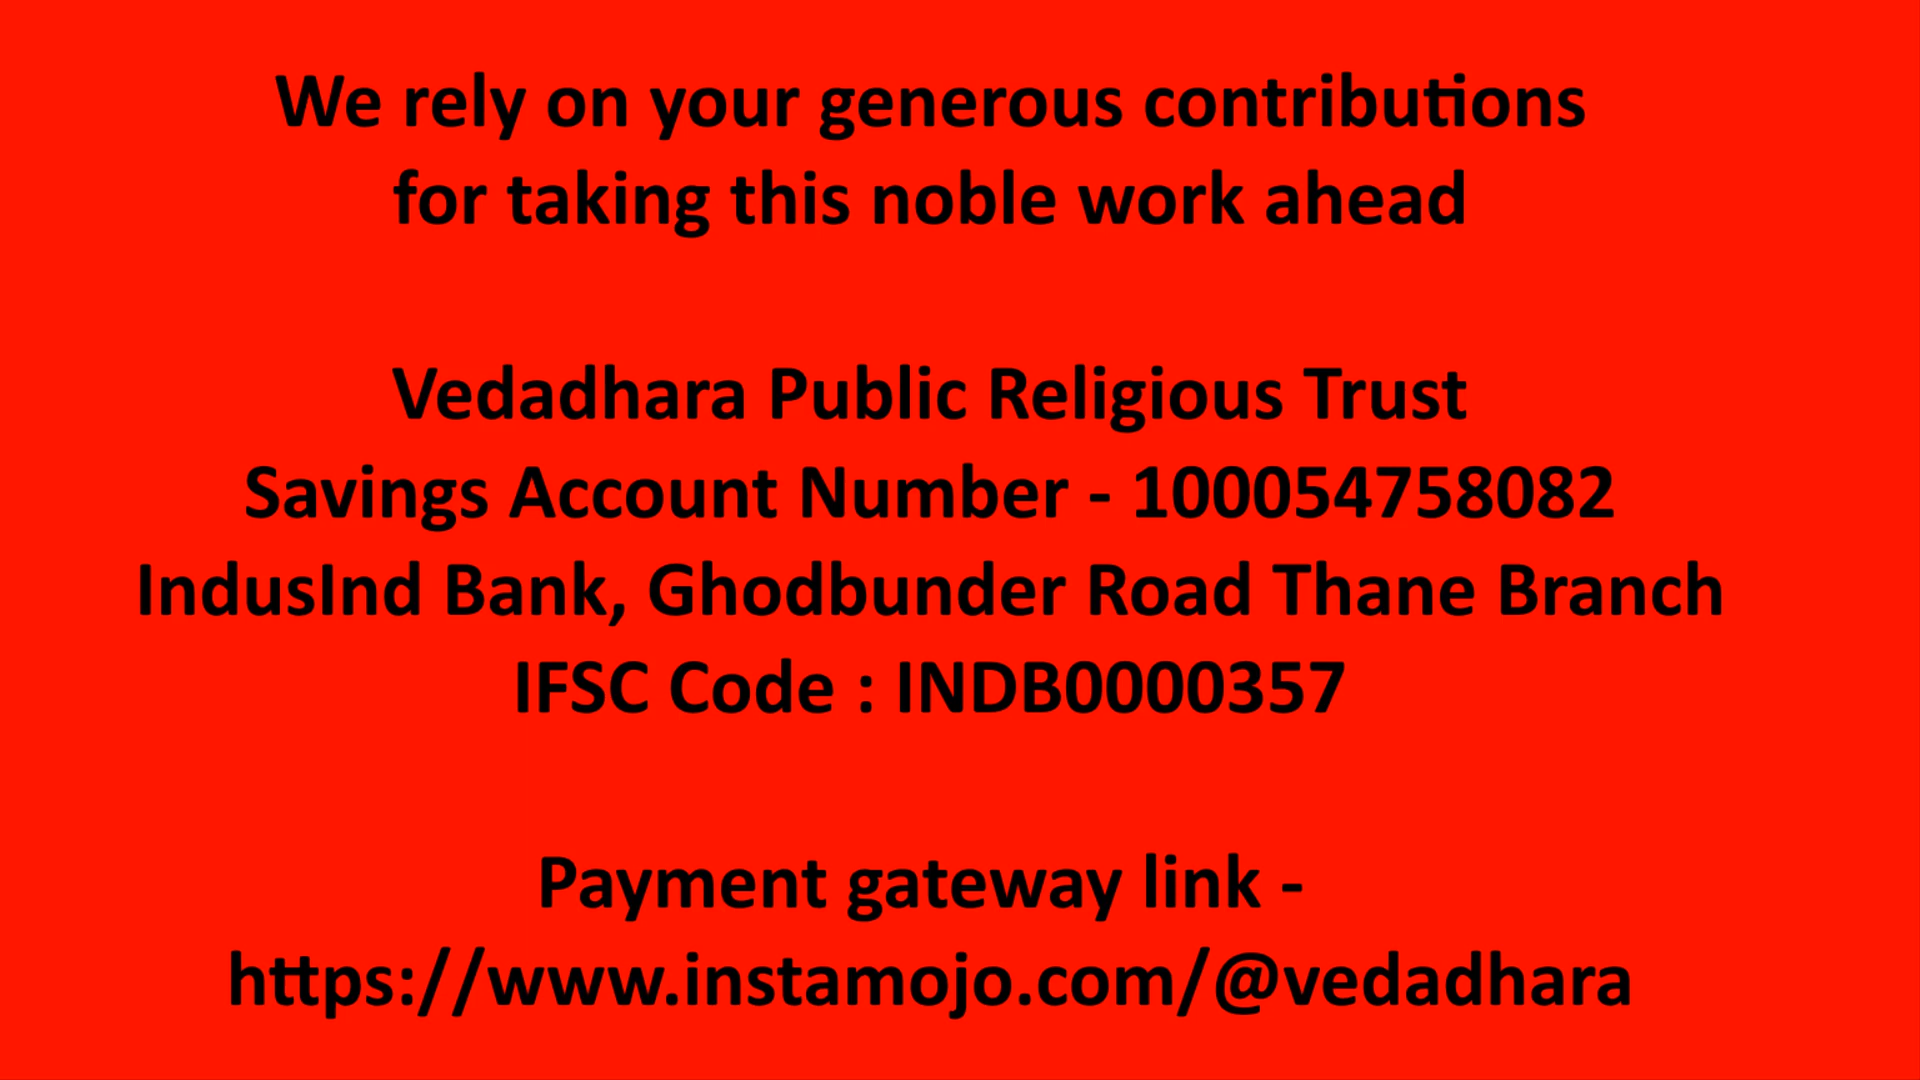 We rely on your generous contributions
for taking this noble work ahead
Vedadhara Public Religious Trust
Savings Account Number - 100054758082
IndusInd Bank, Ghodbunder Road Thane Branch
IFSC Code : INDB0000357
Payment gateway link -
https://www.instamojo.com/@vedadhara